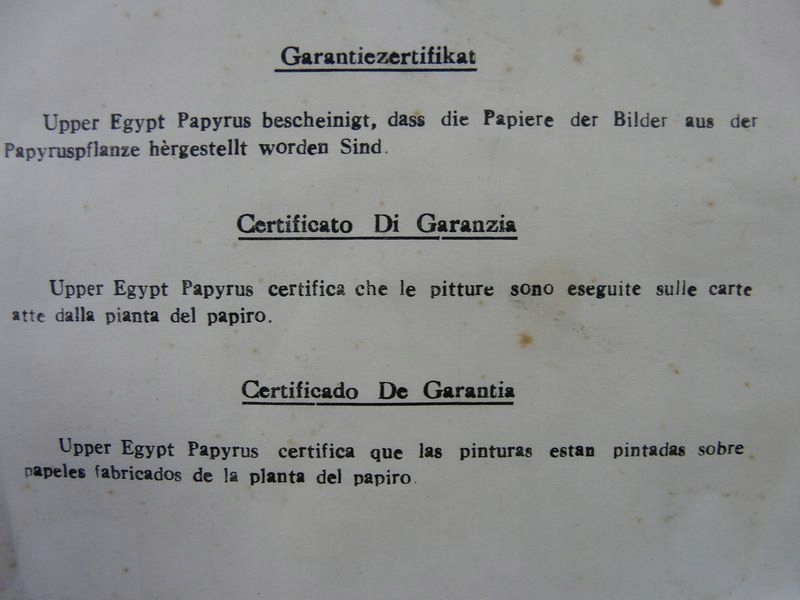 Garantiezertifikat
Upper Egypt Papyrus bescheinigt, dass die Papiere der Bilder aus der
Papyruspflanze hèrgestellt worden Sind.
Certificato Di Garanzia
Upper Egypt Papyrus certifica che le pitture sono eseguite sulle carte
atte dalla pianta del papiro.
Certificado De Garantia
Upper Egypt Papyrus certifica que las pinturas estan pintadas sobre
papeles fabricados de la planta del papiro.